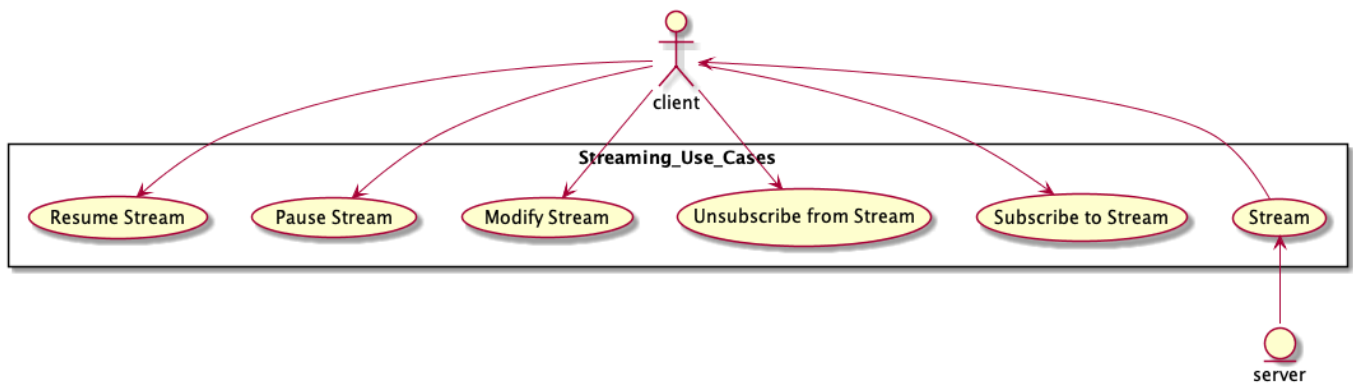 client
Streaming_Use_Cases
Resume Stream
Pause Stream
Modify Stream
Unsubscribe from Stream
Subscribe to Stream
Stream
server